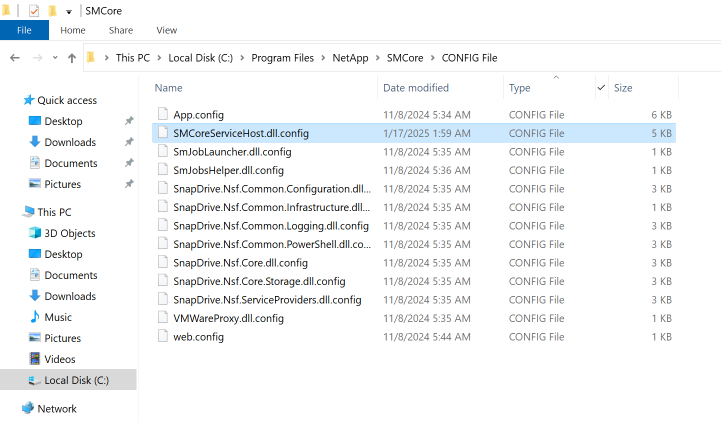 SMCore
File Home Share View
This PC Local Disk (C:) Program Files NetApp SMCore CONFIG File
Name Date modified Type Size
Quick access
Desktop
Downloads
Documents
Pictures
This PC
3D Objects
Desktop
Documents
Downloads
Music
Pictures
Videos
Local Disk (C:)
Network
App.config 11/8/2024 5:34 AM CONFIG File 6 KB
SMCoreServiceHost.dll.config 1/17/2025 1:59 AM CONFIG File 5 KB
SmJobLauncher.dll.config 11/8/2024 5:35 AM CONFIG File 1 KB
SmJobsHelper.dll.config 11/8/2024 5:36 AM CONFIG File 1 KB
SnapDrive.Nsf.Common.Configuration.dll... 11/8/2024 5:35 AM CONFIG File 3 KB
SnapDrive.Nsf.Common.Infrastructure.dll... 11/8/2024 5:35 AM CONFIG File 1 KB
SnapDrive.Nsf.Common.Logging.dll.config 11/8/2024 5:35 AM CONFIG File 3 KB
SnapDrive.Nsf.Common.PowerShell.dll.co... 11/8/2024 5:35 AM CONFIG File 3 KB
SnapDrive.Nsf.Core.dll.config 11/8/2024 5:35 AM CONFIG File 3 KB
SnapDrive.Nsf.Core.Storage.dll.config 11/8/2024 5:35 AM CONFIG File 3 KB
SnapDrive.Nsf.ServiceProviders.dll.config 11/8/2024 5:35 AM CONFIG File 3 KB
VMWareProxy.dll.config 11/8/2024 5:35 AM CONFIG File 1 KB
web.config 11/8/2024 5:44 AM CONFIG File 1 KB